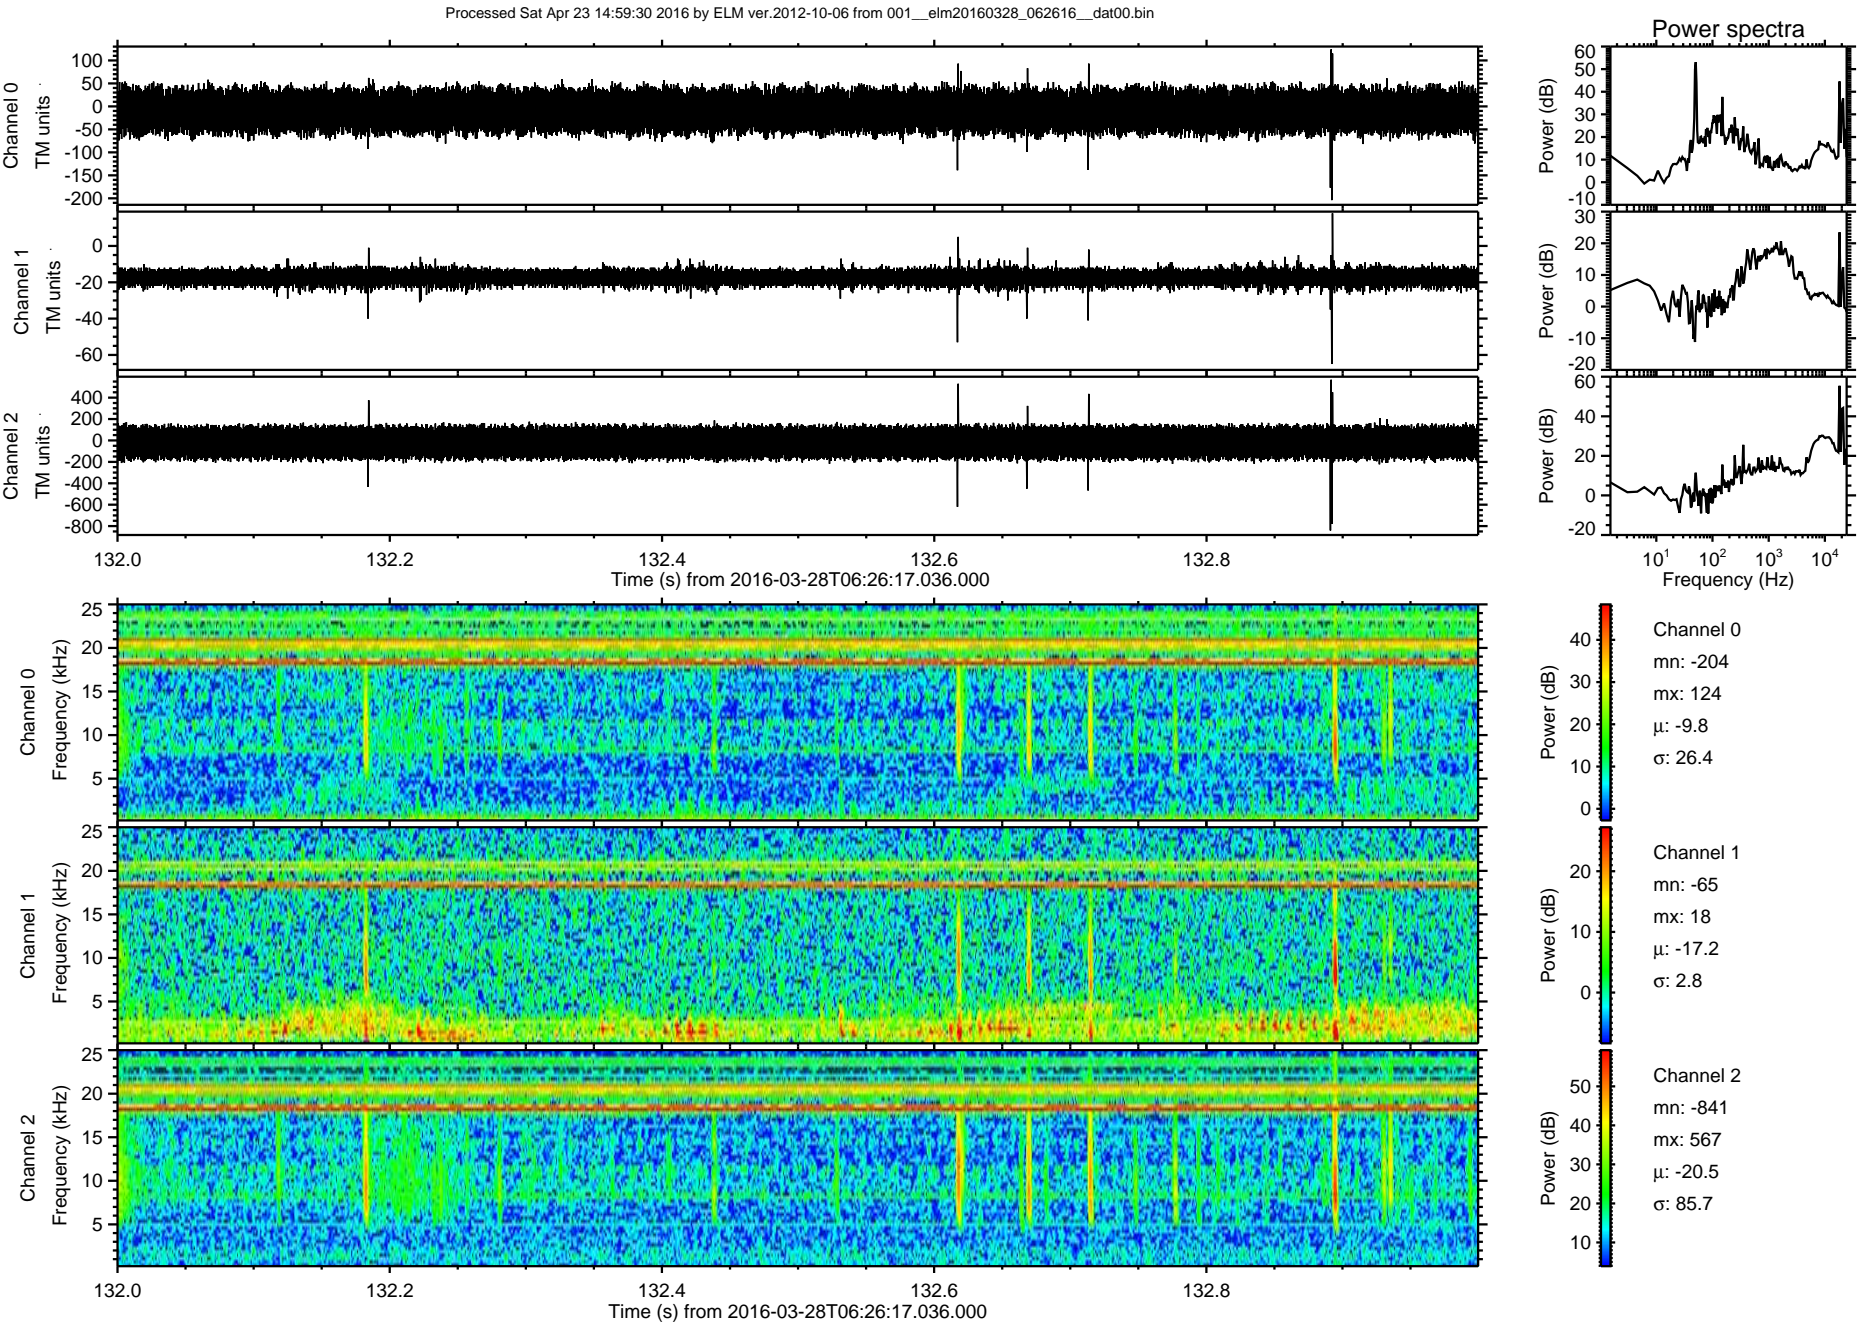 Processed Sat Apr 23 14:59:30 2016 by ELM ver.2012-10-06 from 001__elm20160328_062616__dat00.bin
Power spectra
Channel 0
TM units
100
50
0
-50
-100
-150
-200
Power (dB)
60
50
40
30
20
10
0
-10
Channel 1
TM units
0
-20
-40
-60
Power (dB)
30
20
10
0
-10
-20
Channel 2
TM units
400
200
0
-200
-400
-600
-800
Power (dB)
60
40
20
0
-20
132.0
132.2
132.4
132.6
132.8
Time (s) from 2016-03-28T06:26:17.036.000
10¹
10²
10³
10⁴
Frequency (Hz)
Channel 0
Frequency (kHz)
25
20
15
10
5
Power (dB)
40
30
20
10
0
Channel 0
mn: -204
mx: 124
μ: -9.8
σ: 26.4
Channel 1
Frequency (kHz)
25
20
15
10
5
Power (dB)
20
10
0
Channel 1
mn: -65
mx: 18
μ: -17.2
σ: 2.8
Channel 2
Frequency (kHz)
25
20
15
10
5
Power (dB)
50
40
30
20
10
Channel 2
mn: -841
mx: 567
μ: -20.5
σ: 85.7
132.0
132.2
132.4
132.6
132.8
Time (s) from 2016-03-28T06:26:17.036.000